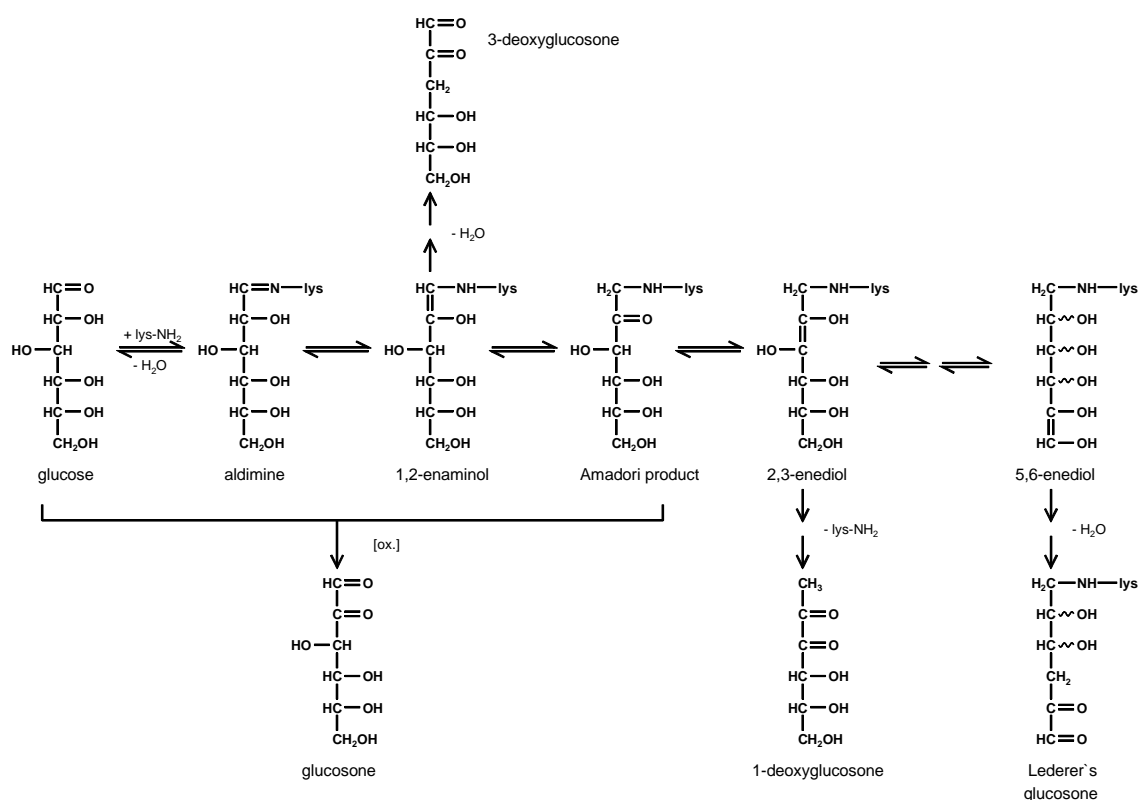 HC=O
3-deoxyglucosone
C=O
CH₂
HC-OH
HC-OH
CH₂OH
- H₂O
HC=O HC=N-lys HC-NH-lys H₂C-NH-lys H₂C-NH-lys H₂C-NH-lys
HC-OH HC-OH C-OH C=O C-OH HC~OH
+ lys-NH₂
HO-CH HO-CH HO-CH HO-CH HO-C HC~OH
- H₂O
HC-OH HC-OH HC-OH HC-OH HC-OH HC~OH
HC-OH HC-OH HC-OH HC-OH HC-OH C-OH
CH₂OH CH₂OH CH₂OH CH₂OH CH₂OH HC-OH
glucose aldimine 1,2-enaminol Amadori product 2,3-enediol 5,6-enediol
[ox.] - lys-NH₂ - H₂O
HC=O CH₃ H₂C-NH-lys
C=O C=O HC~OH
HO-CH C=O HC~OH
HC-OH HC-OH CH₂
HC-OH HC-OH C=O
CH₂OH CH₂OH HC=O
glucosone 1-deoxyglucosone Lederer`s
glucosone